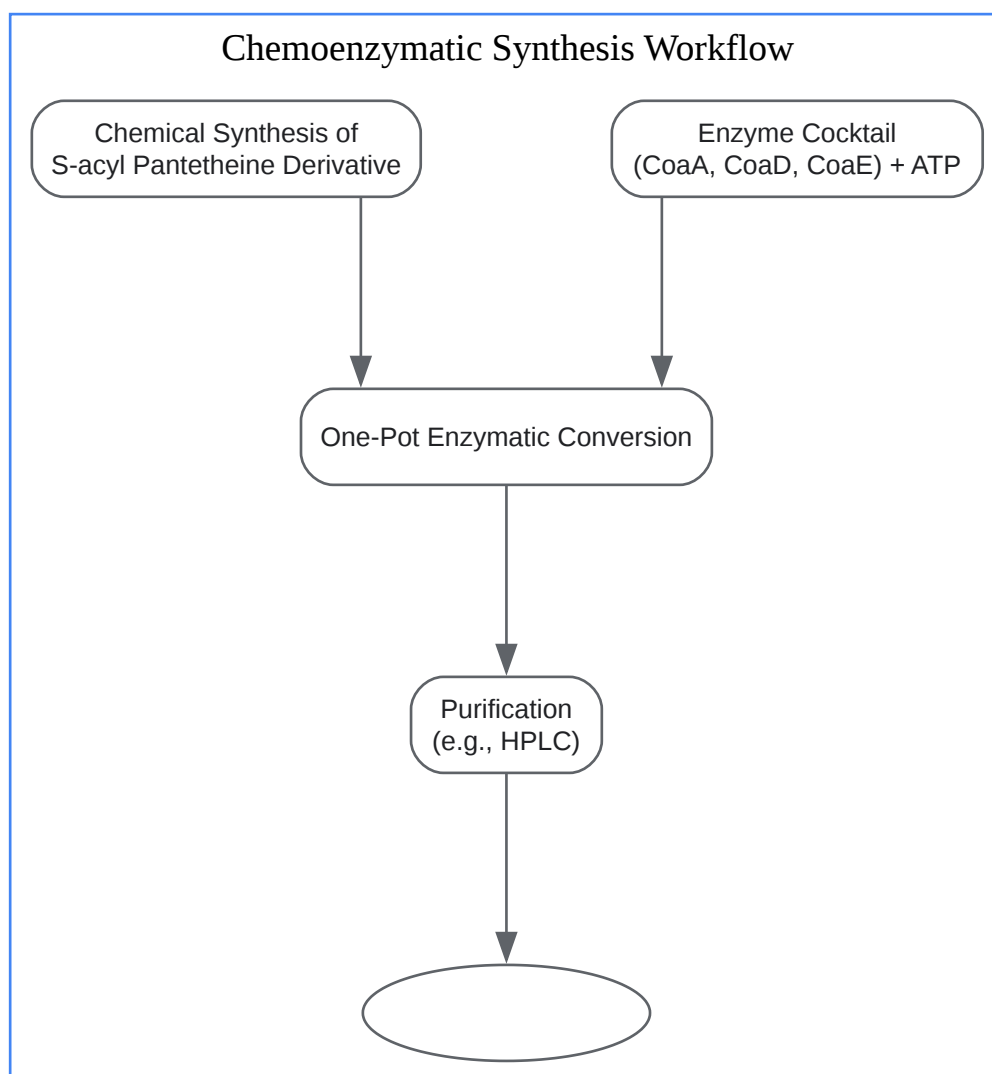 Chemoenzymatic Synthesis Workflow
Chemical Synthesis of
S-acyl Pantetheine Derivative
Enzyme Cocktail
(CoaA, CoaD, CoaE) + ATP
One-Pot Enzymatic Conversion
Purification
(e.g., HPLC)